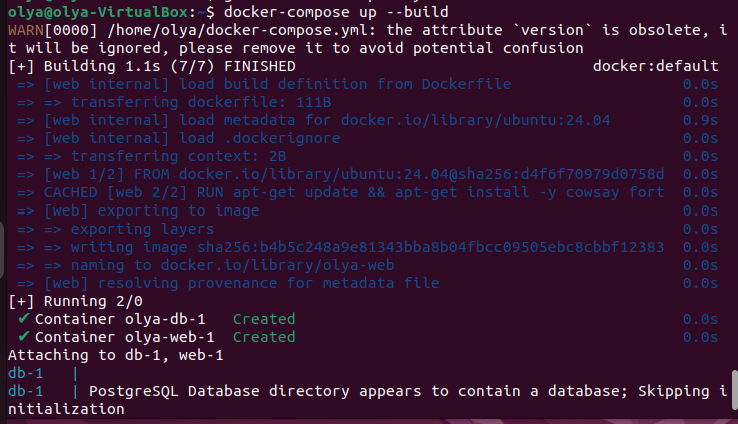 olya@olya-VirtualBox:~$ docker-compose up --build
WARN[0000] /home/olya/docker-compose.yml: the attribute `version` is obsolete, i
t will be ignored, please remove it to avoid potential confusion
[+] Building 1.1s (7/7) FINISHED docker:default
=> [web internal] load build definition from Dockerfile 0.0s
=> => transferring dockerfile: 111B 0.0s
=> [web internal] load metadata for docker.io/library/ubuntu:24.04 0.9s
=> [web internal] load .dockerignore 0.0s
=> => transferring context: 2B 0.0s
=> [web 1/2] FROM docker.io/library/ubuntu:24.04@sha256:d4f6f70979d0758d 0.0s
=> CACHED [web 2/2] RUN apt-get update && apt-get install -y cowsay fort 0.0s
=> [web] exporting to image 0.0s
=> => exporting layers 0.0s
=> => writing image sha256:b4b5c248a9e81343bba8b04fbcc09505ebc8cbbf12383 0.0s
=> => naming to docker.io/library/olya-web 0.0s
=> [web] resolving provenance for metadata file 0.0s
[+] Running 2/0
✔ Container olya-db-1 Created 0.0s
✔ Container olya-web-1 Created 0.0s
Attaching to db-1, web-1
db-1 |
db-1 | PostgreSQL Database directory appears to contain a database; Skipping i
nitialization